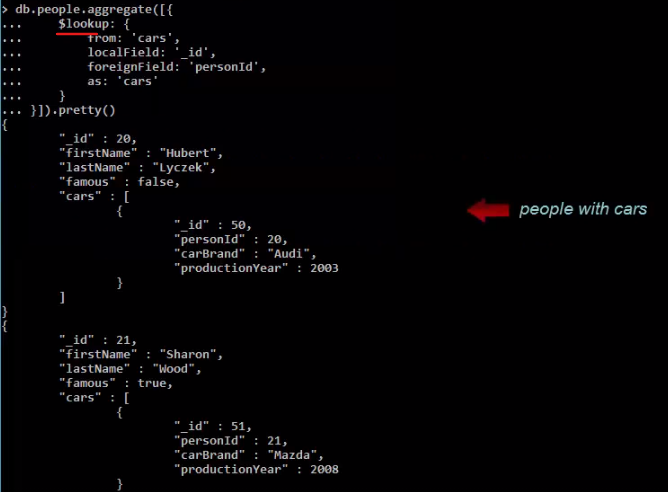 > db.people.aggregate([{
... $lookup: {
... from: 'cars',
... localField: '_id',
... foreignField: 'personId',
... as: 'cars'
... }
... }]).pretty()
{
"_id" : 20,
"firstName" : "Hubert",
"lastName" : "Lyczek",
"famous" : false,
"cars" : [
{
"_id" : 50,
"personId" : 20,
"carBrand" : "Audi",
"productionYear" : 2003
}
]
}
people with cars
{
"_id" : 21,
"firstName" : "Sharon",
"lastName" : "Wood",
"famous" : true,
"cars" : [
{
"_id" : 51,
"personId" : 21,
"carBrand" : "Mazda",
"productionYear" : 2008
}